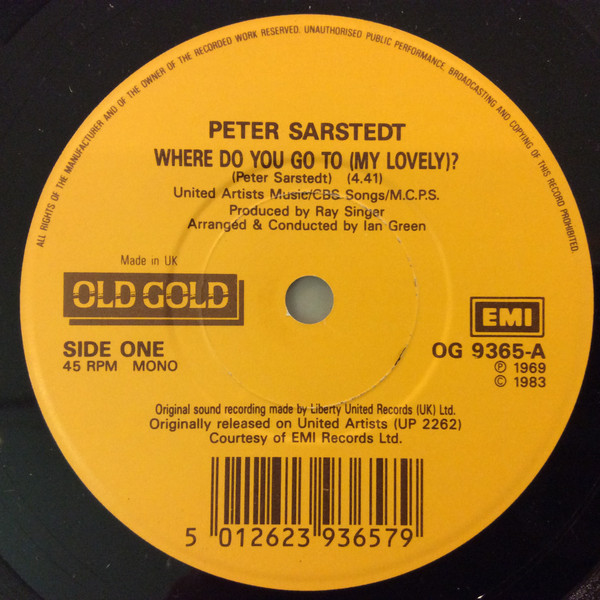 ALL RIGHTS OF THE MANUFACTURER AND OF THE OWNER OF THE RECORDED WORK RESERVED. UNAUTHORISED PUBLIC PERFORMANCE, BROADCASTING AND COPYING OF THIS RECORD PROHIBITED.
PETER SARSTEDT
WHERE DO YOU GO TO (MY LOVELY)?
(Peter Sarstedt) (4.41)
United Artists Music/CBS Songs/M.C.P.S.
Produced by Ray Singer
Arranged & Conducted by Ian Green
Made in UK
OLD GOLD
EMI
SIDE ONE
45 RPM MONO
OG 9365-A
℗ 1969
© 1983
Original sound recording made by Liberty United Records (UK) Ltd.
Originally released on United Artists (UP 2262)
Courtesy of EMI Records Ltd.
5 012623 936579